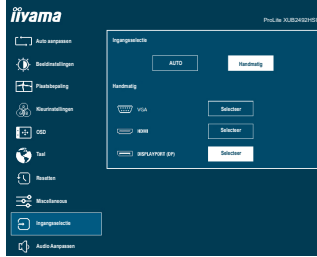 iiyama
ProLite XUB2492HS
Auto aanpassen
Beeldinstellingen
Plaatsbepaling
Kleurinstellingen
OSD
Taal
Resetten
Miscellaneous
Ingangsselectie
Audio Aanpassen
Ingangsselectie
AUTO
Handmatig
Handmatig
VGA
Selecteer
HDMI
Selecteer
DISPLAYPORT (DP)
Selecteer